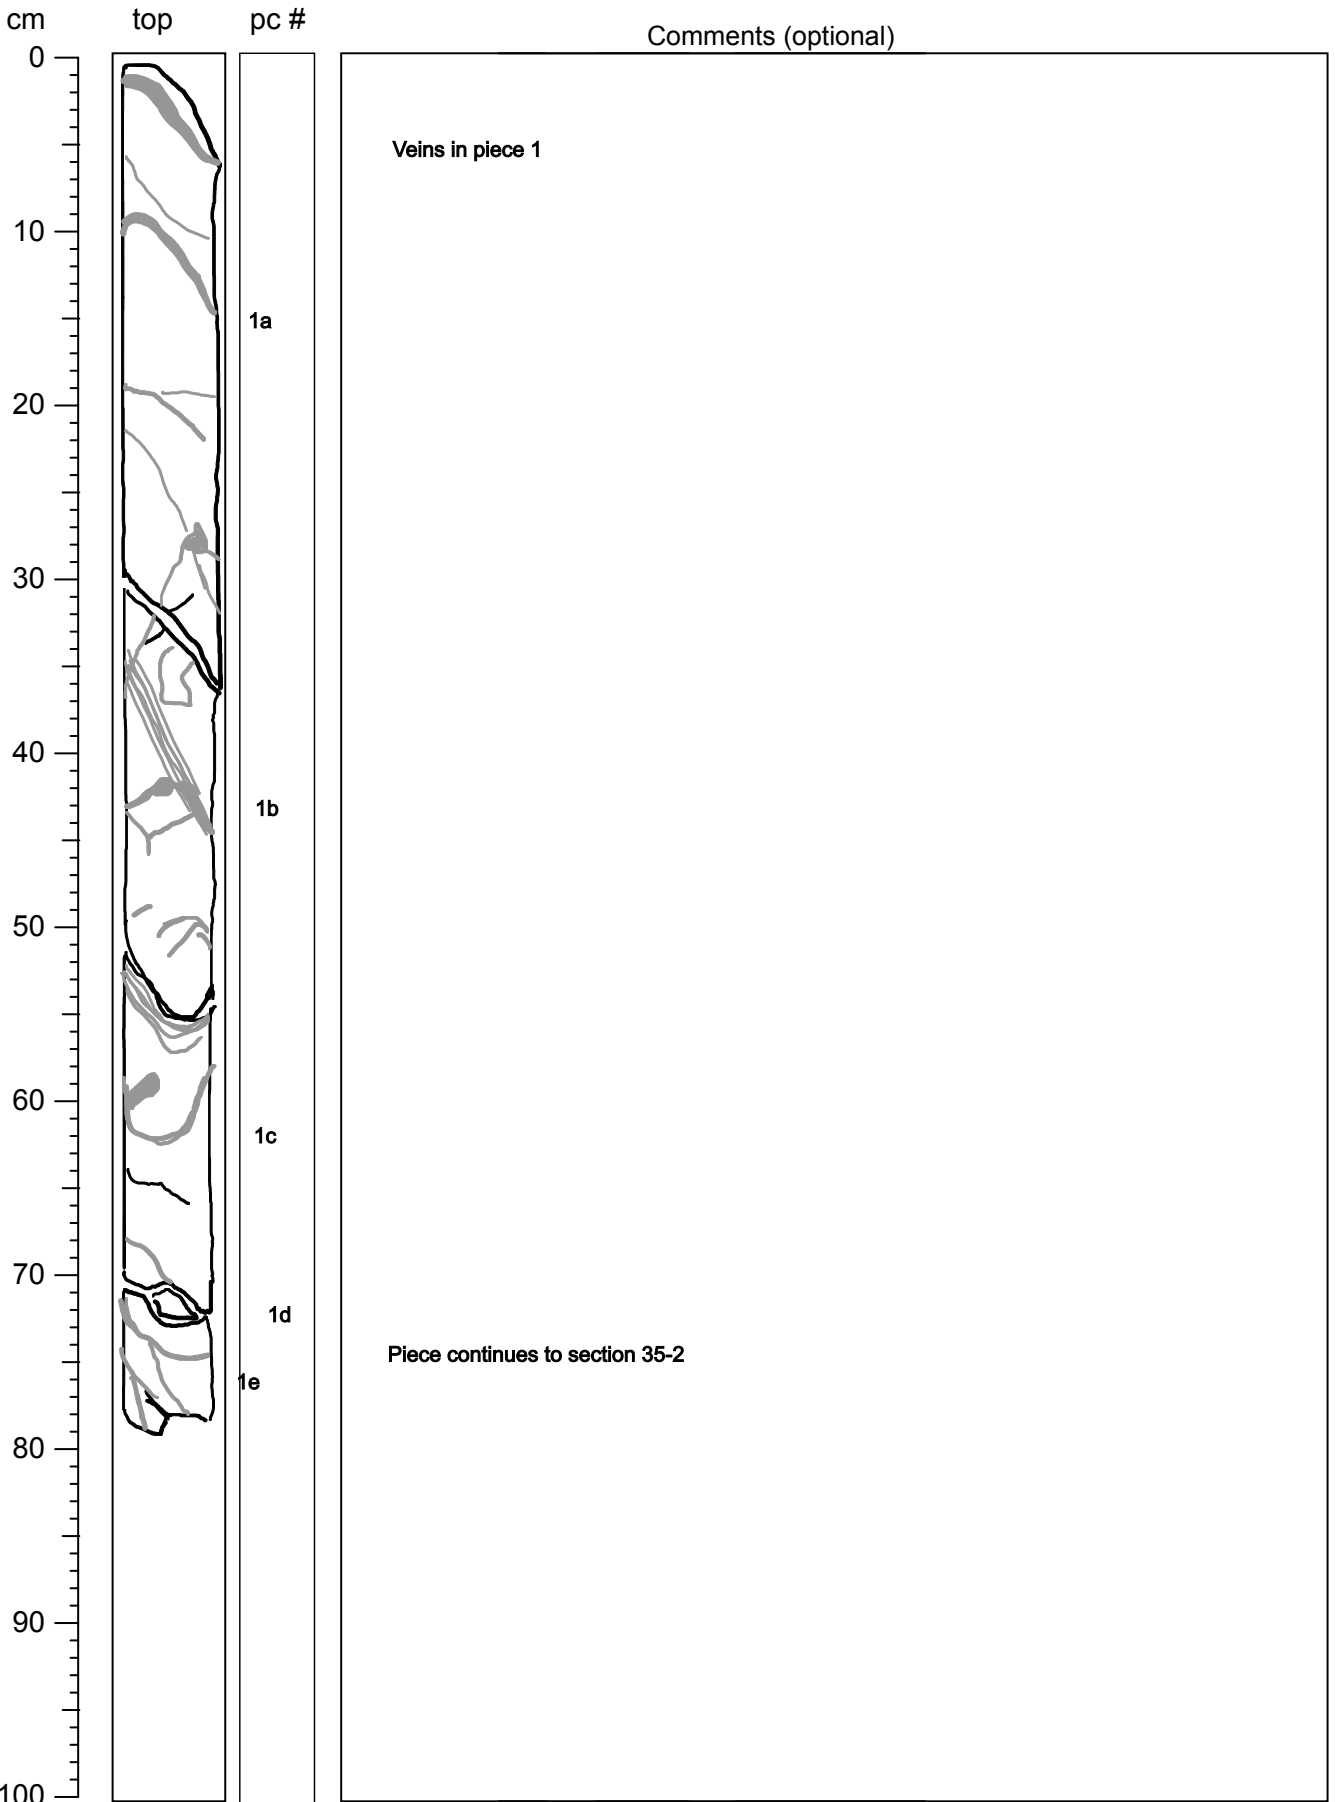 cm top pc # Comments (optional)
0
Veins in piece 1
10
1a
20
30
40
1b
50
60
1c
70
1d
Piece continues to section 35-2
1e
80
90
100